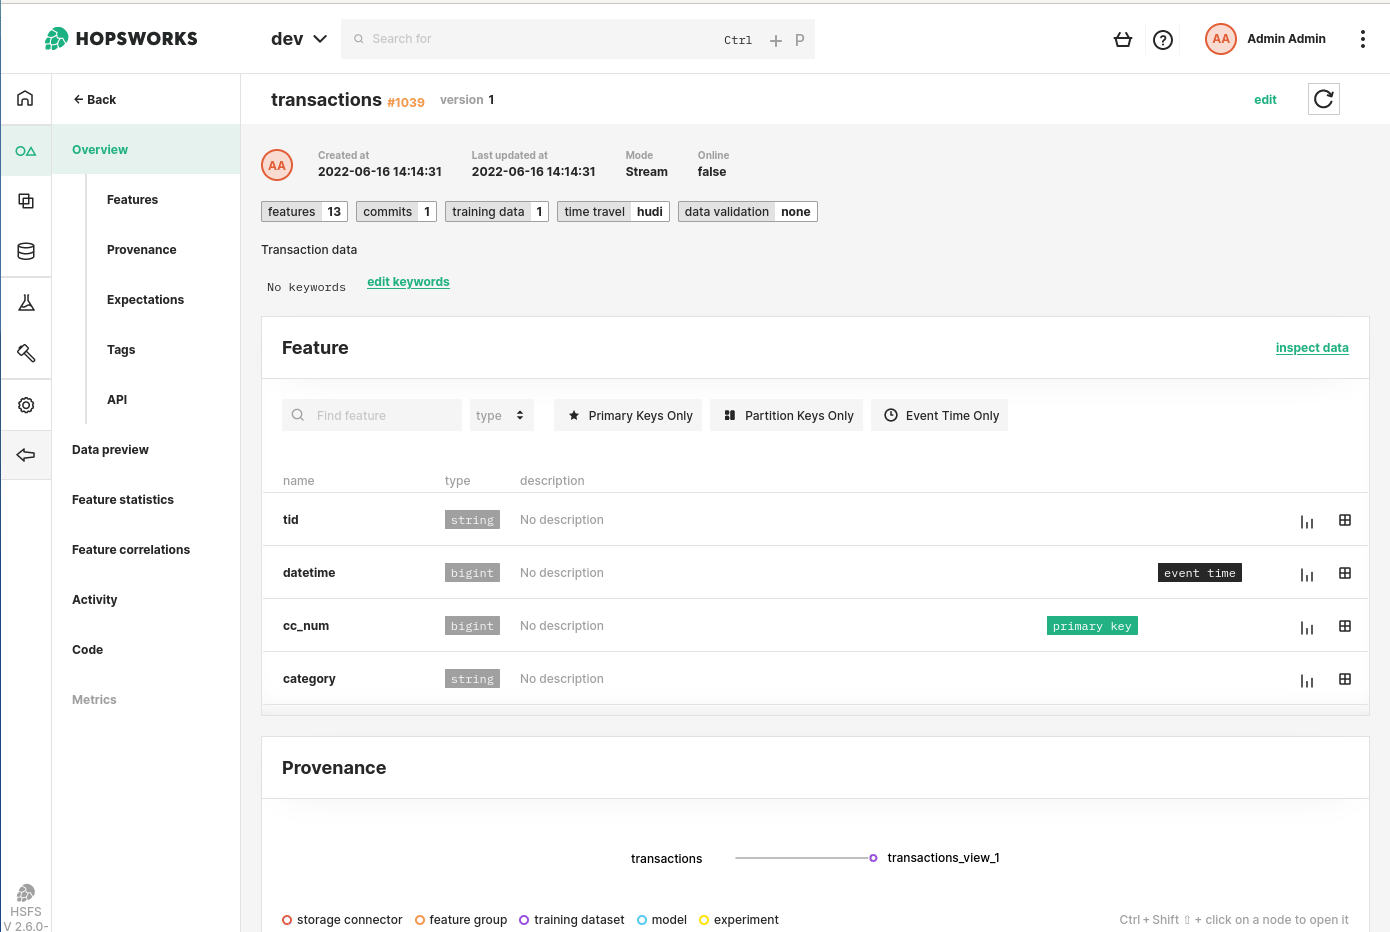 HOPSWORKS
dev
Search for
Ctrl + P
AA
Admin Admin
← Back
transactions #1039 version 1
edit
Overview
Features
Provenance
Expectations
Tags
API
Data preview
Feature statistics
Feature correlations
Activity
Code
Metrics
HSFS
V 2.6.0-
AA
Created at
2022-06-16 14:14:31
Last updated at
2022-06-16 14:14:31
Mode
Stream
Online
false
features 13
commits 1
training data 1
time travel hudi
data validation none
Transaction data
No keywords
edit keywords
Feature
inspect data
Find feature
type
Primary Keys Only
Partition Keys Only
Event Time Only
name type description
tid string No description
datetime bigint No description event time
cc_num bigint No description primary key
category string No description
Provenance
transactions
transactions_view_1
storage connector
feature group
training dataset
model
experiment
Ctrl + Shift ⇧ + click on a node to open it